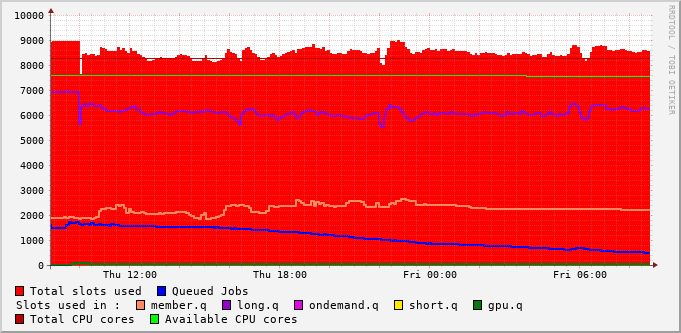 10000
9000
8000
7000
6000
5000
4000
3000
2000
1000
0
Thu 12:00 Thu 18:00 Fri 00:00 Fri 06:00
RRDTOOL / TOBI OETIKER
Total slots used Queued Jobs
Slots used in : member.q long.q ondemand.q short.q gpu.q
Total CPU cores Available CPU cores